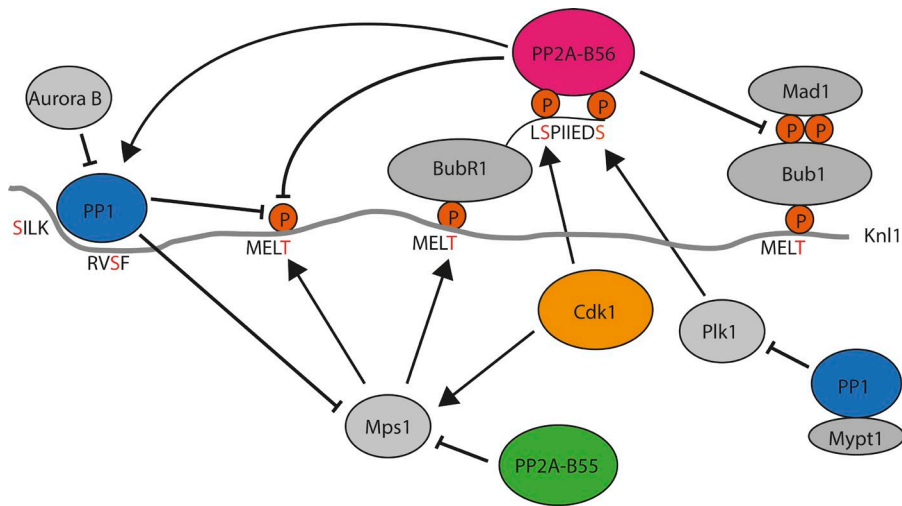 PP2A-B56
Aurora B
Mad1
P
P
P
P
LSPIIEDS
BubR1
Bub1
PP1
P
P
P
SILK
MELT
MELT
MELT
Knl1
RVSF
Cdk1
Plk1
PP1
Mps1
Mypt1
PP2A-B55